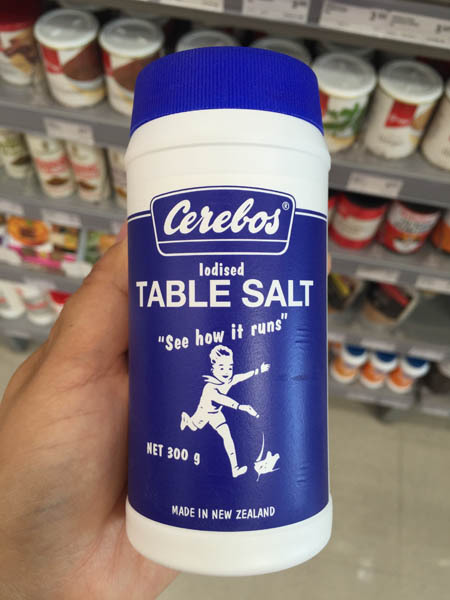 Cerebos®
Iodised
TABLE SALT
"See how it runs"
NET 300 g
MADE IN NEW ZEALAND